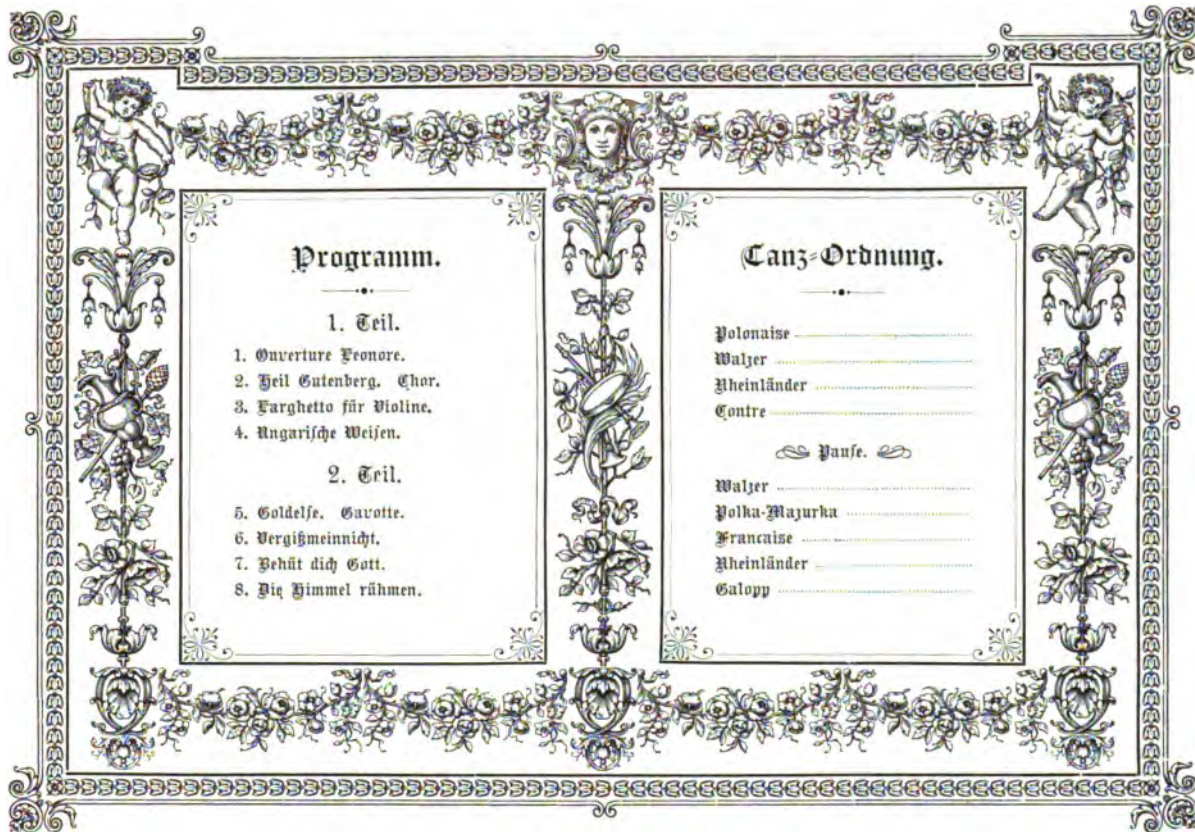 Programm.
1. Teil.
1. Ouverture Leonore.
2. Heil Gutenberg. Chor.
3. Larghetto für Violine.
4. Ungarische Weisen.
2. Teil.
5. Goldelse. Gavotte.
6. Vergißmeinnicht.
7. Behüt dich Gott.
8. Die Himmel rühmen.
Tanz-Ordnung.
Polonaise
Walzer
Rheinländer
Contre
Pause.
Walzer
Polka-Mazurka
Francaise
Rheinländer
Galopp